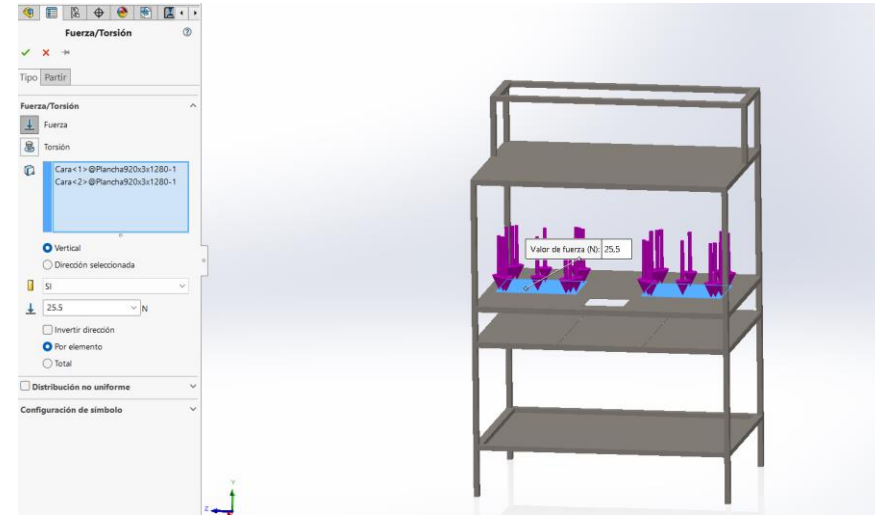 Fuerza/Torsión
Tipo Partir
Fuerza/Torsión
Fuerza
Torsión
Cara<1>@Plancha920x3x1280-1
Cara<2>@Plancha920x3x1280-1
Vertical
Dirección seleccionada
SI
25.5 N
Invertir dirección
Por elemento
Total
Distribución no uniforme
Configuración de símbolo
Valor de fuerza (N): 25,5
Y
Z